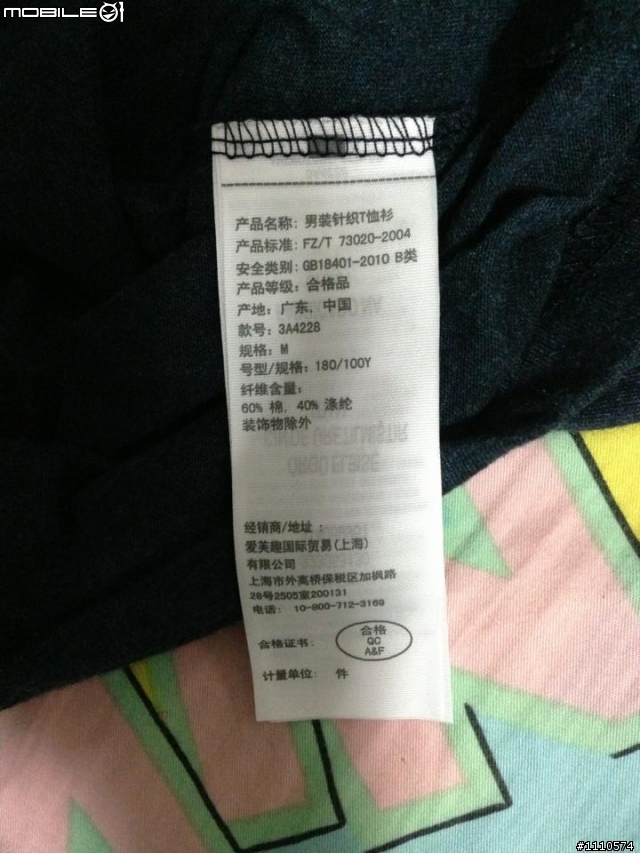 MOBILE01
产品名称: 男装针织T恤衫
产品标准: FZ/T 73020-2004
安全类别: GB18401-2010 B类
产品等级: 合格品
产地: 广东, 中国
款号: 3A4228
规格: M
号型/规格: 180/100Y
纤维含量:
60% 棉, 40% 涤纶
装饰物除外
经销商/地址:
爱芙趣国际贸易(上海)
有限公司
上海市外高桥保税区加枫路
28号2505室200131
电话: 10-800-712-3169
合格证书:
合格
QC
A&F
计量单位: 件
#1110574